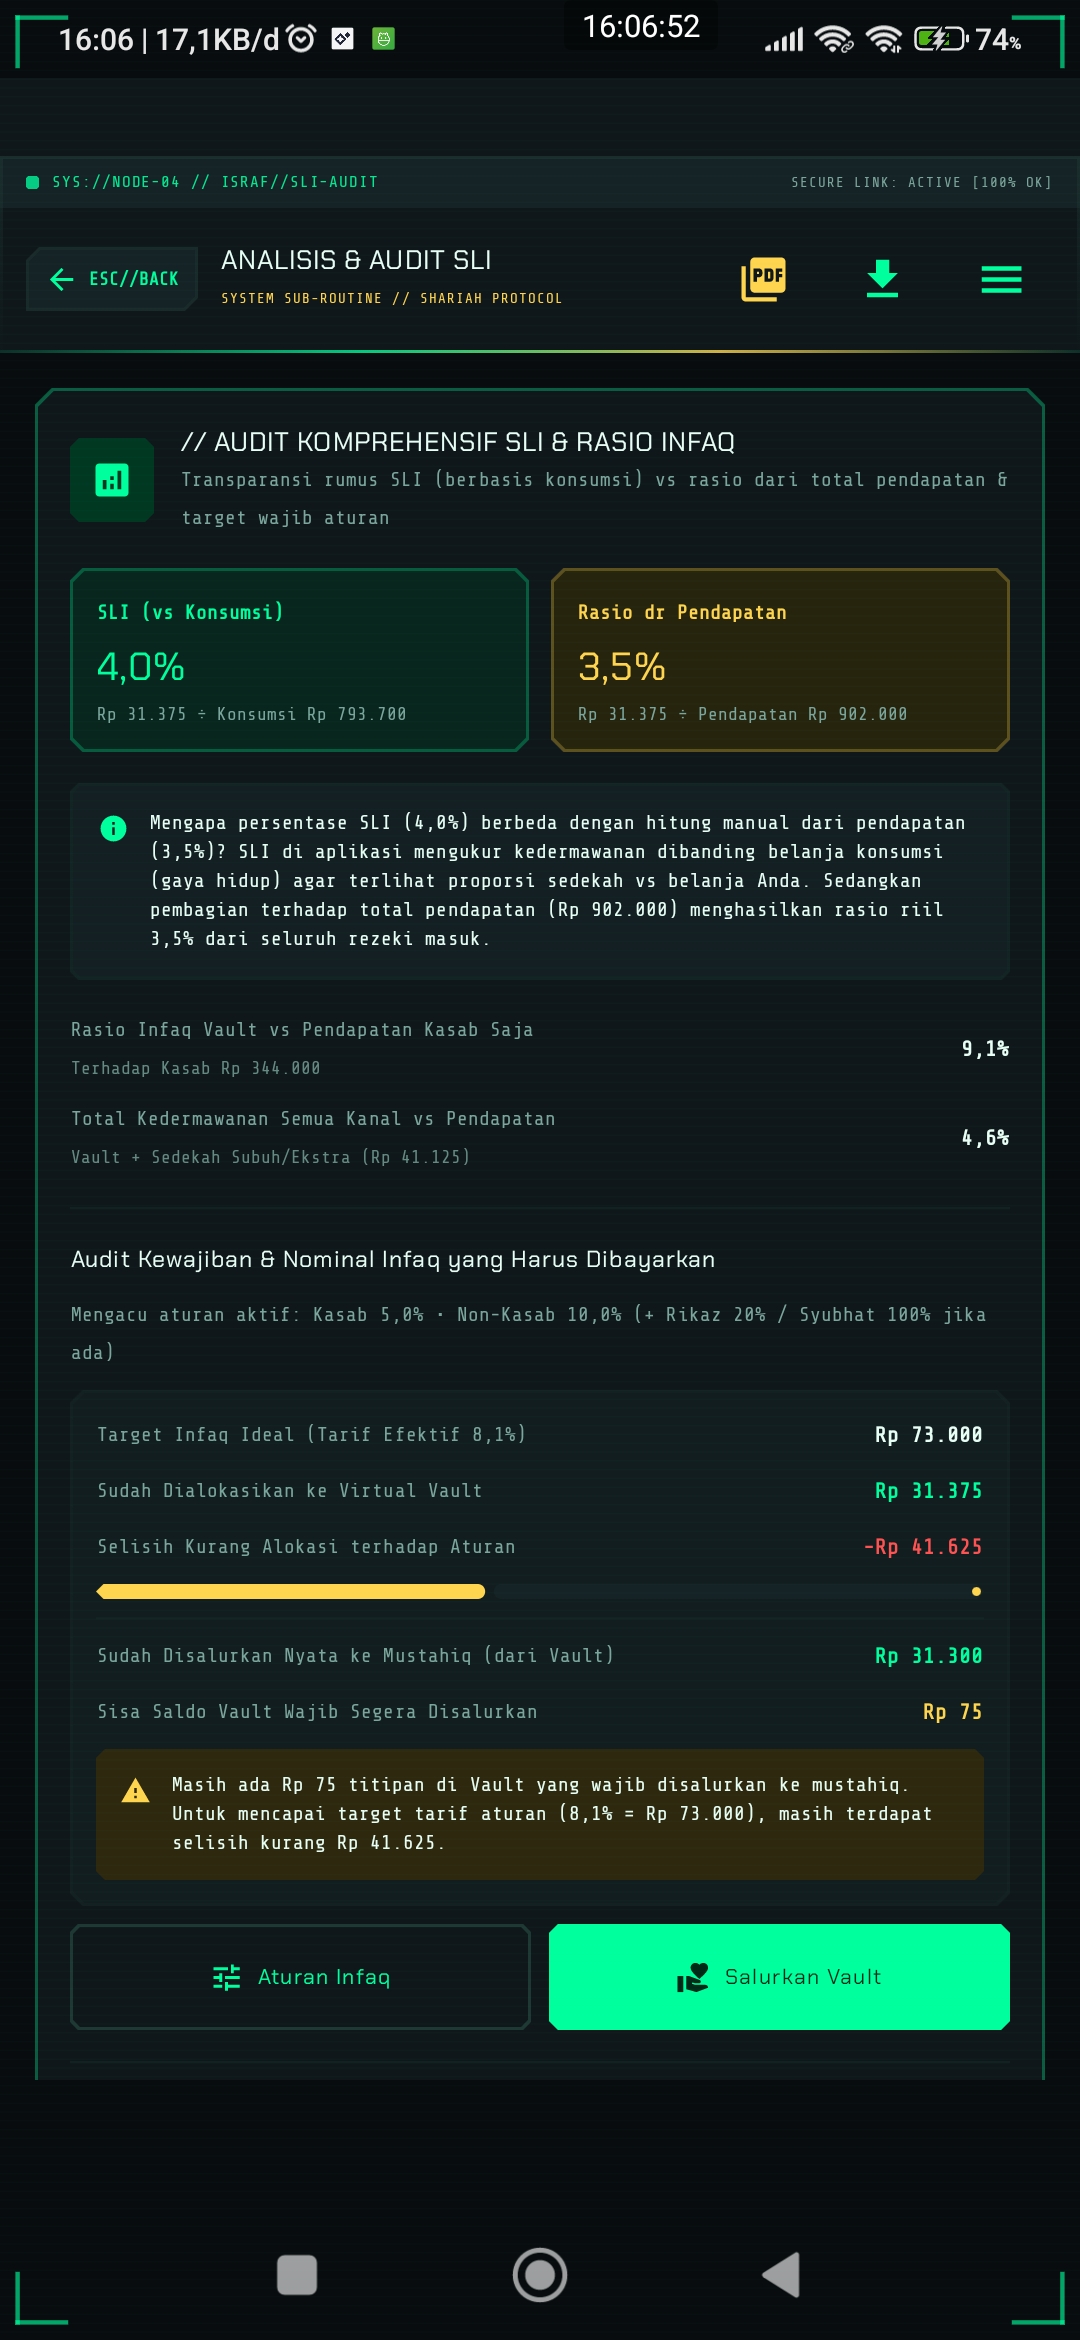 16:06 | 17,1KB/d
16:06:52
74%
SYS://NODE-04 // ISRAF//SLI-AUDIT
SECURE LINK: ACTIVE [100% OK]
ESC//BACK
ANALISIS & AUDIT SLI
SYSTEM SUB-ROUTINE // SHARIAH PROTOCOL
PDF
// AUDIT KOMPREHENSIF SLI & RASIO INFAQ
Transparansi rumus SLI (berbasis konsumsi) vs rasio dari total pendapatan &
target wajib aturan
SLI (vs Konsumsi)
4,0%
Rp 31.375 ÷ Konsumsi Rp 793.700
Rasio dr Pendapatan
3,5%
Rp 31.375 ÷ Pendapatan Rp 902.000
Mengapa persentase SLI (4,0%) berbeda dengan hitung manual dari pendapatan
(3,5%)? SLI di aplikasi mengukur kedermawanan dibanding belanja konsumsi
(gaya hidup) agar terlihat proporsi sedekah vs belanja Anda. Sedangkan
pembagian terhadap total pendapatan (Rp 902.000) menghasilkan rasio riil
3,5% dari seluruh rezeki masuk.
Rasio Infaq Vault vs Pendapatan Kasab Saja
Terhadap Kasab Rp 344.000
9,1%
Total Kedermawanan Semua Kanal vs Pendapatan
Vault + Sedekah Subuh/Ekstra (Rp 41.125)
4,6%
Audit Kewajiban & Nominal Infaq yang Harus Dibayarkan
Mengacu aturan aktif: Kasab 5,0% · Non-Kasab 10,0% (+ Rikaz 20% / Syubhat 100% jika
ada)
Target Infaq Ideal (Tarif Efektif 8,1%) Rp 73.000
Sudah Dialokasikan ke Virtual Vault Rp 31.375
Selisih Kurang Alokasi terhadap Aturan -Rp 41.625
Sudah Disalurkan Nyata ke Mustahiq (dari Vault) Rp 31.300
Sisa Saldo Vault Wajib Segera Disalurkan Rp 75
Masih ada Rp 75 titipan di Vault yang wajib disalurkan ke mustahiq.
Untuk mencapai target tarif aturan (8,1% = Rp 73.000), masih terdapat
selisih kurang Rp 41.625.
Aturan Infaq
Salurkan Vault